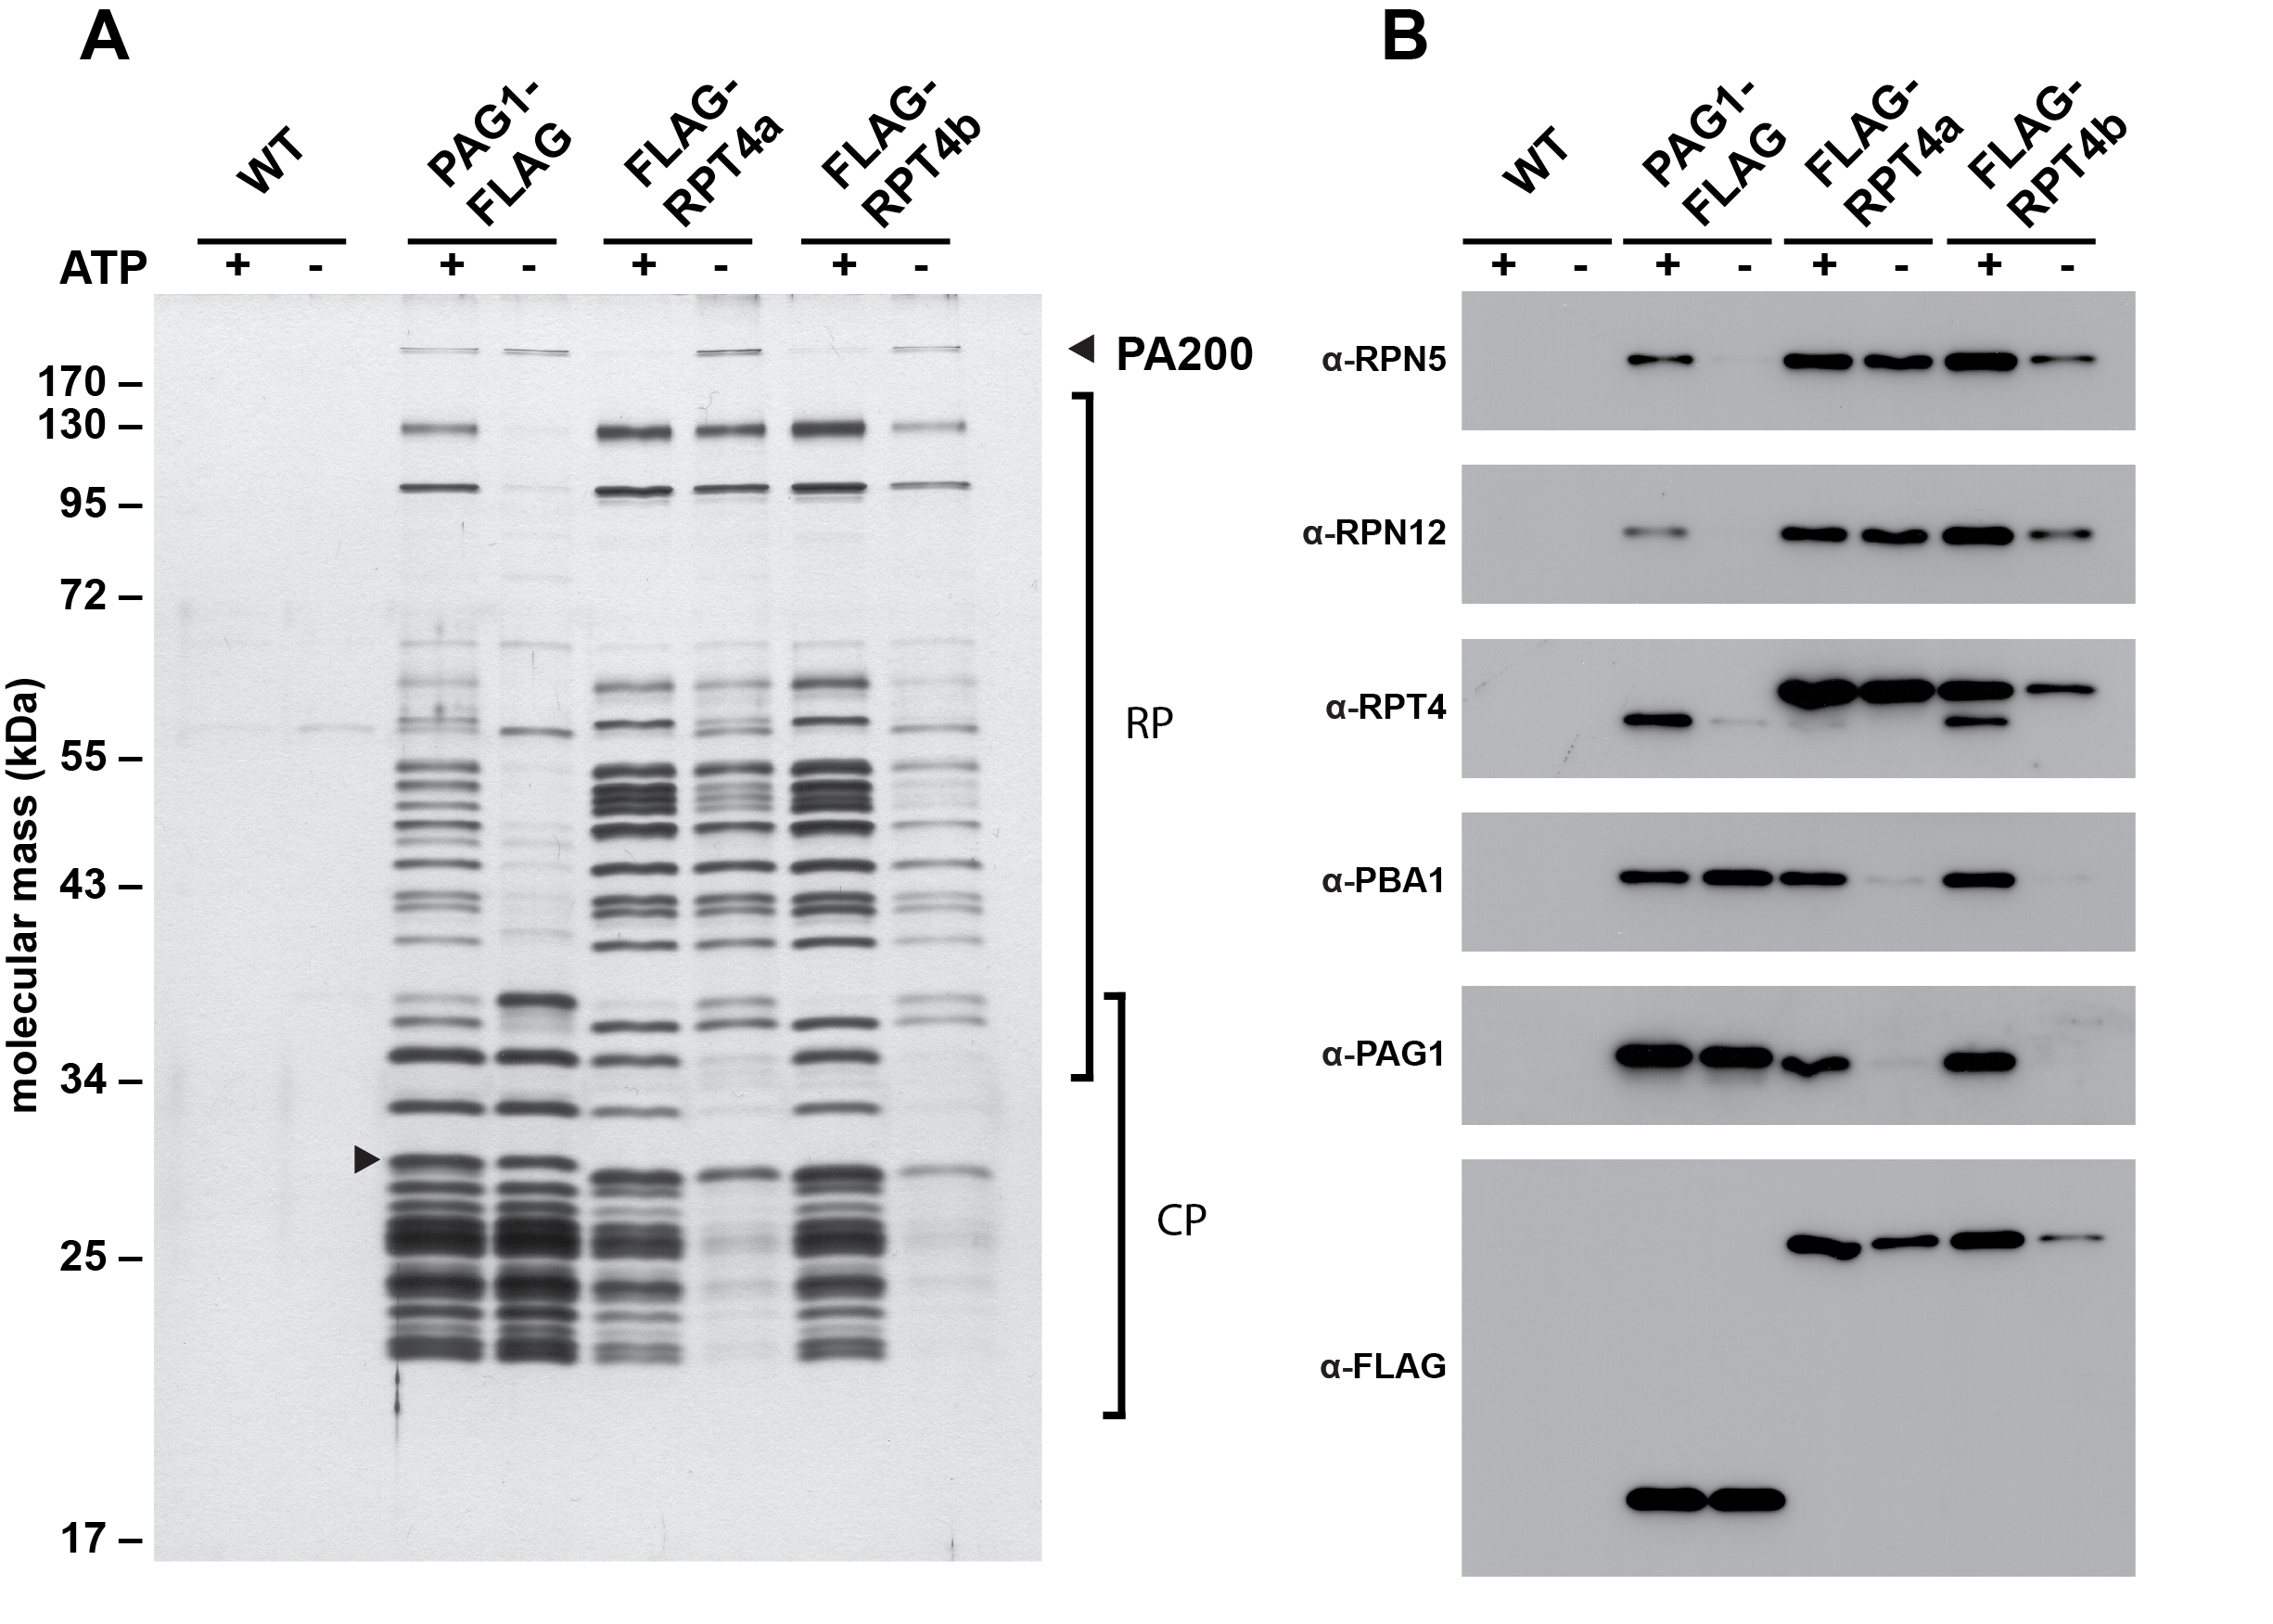 A
WT
PAG1-
FLAG
FLAG-
RPT4a
FLAG-
RPT4b
ATP + - + - + - + -
molecular mass (kDa)
170 –
130 –
95 –
72 –
55 –
43 –
34 –
25 –
17 –
PA200
RP
CP
B
WT
PAG1-
FLAG
FLAG-
RPT4a
FLAG-
RPT4b
+ - + - + - + -
α-RPN5
α-RPN12
α-RPT4
α-PBA1
α-PAG1
α-FLAG